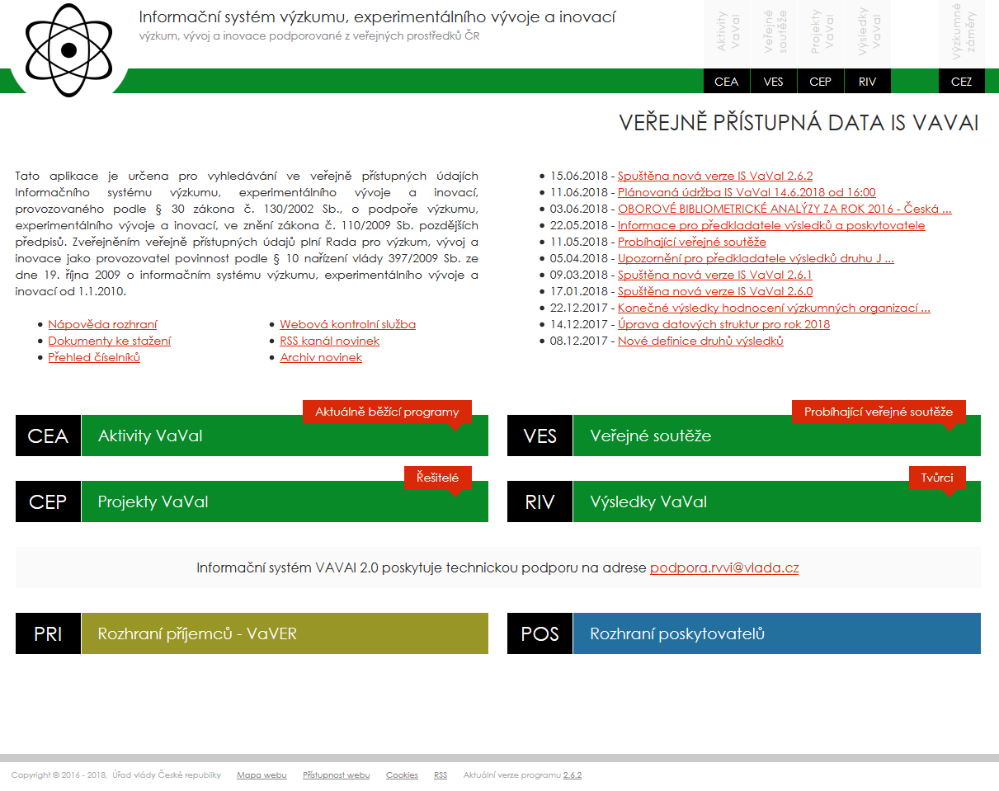 Informační systém výzkumu, experimentálního vývoje a inovací
výzkum, vývoj a inovace podporované z veřejných prostředků ČR
Aktivity VaVaI
Veřejné soutěže
Projekty VaVaI
Výsledky VaVaI
Výzkumné záměry
CEA
VES
CEP
RIV
CEZ
VEŘEJNĚ PŘÍSTUPNÁ DATA IS VAVAI
Tato aplikace je určena pro vyhledávání ve veřejně přístupných údajích
Informačního systému výzkumu, experimentálního vývoje a inovací,
provozovaného podle § 30 zákona č. 130/2002 Sb., o podpoře výzkumu,
experimentálního vývoje a inovací, ve znění zákona č. 110/2009 Sb. pozdějších
předpisů. Zveřejněním veřejně přístupných údajů plní Rada pro výzkum, vývoj a
inovace jako provozovatel povinnost podle § 10 nařízení vlády 397/2009 Sb. ze
dne 19. října 2009 o informačním systému výzkumu, experimentálního vývoje a
inovací od 1.1.2010.
Nápověda rozhraní
Dokumenty ke stažení
Přehled číselníků
Webová kontrolní služba
RSS kanál novinek
Archiv novinek
15.06.2018 - Spuštěna nová verze IS VaVaI 2.6.2
11.06.2018 - Plánovaná údržba IS VaVaI 14.6.2018 od 16:00
03.06.2018 - OBOROVÉ BIBLIOMETRICKÉ ANALÝZY ZA ROK 2016 - Česká ...
22.05.2018 - Informace pro předkladatele výsledků a poskytovatele
11.05.2018 - Probíhající veřejné soutěže
05.04.2018 - Upozornění pro předkladatele výsledků druhu J ...
09.03.2018 - Spuštěna nová verze IS VaVaI 2.6.1
17.01.2018 - Spuštěna nová verze IS VaVaI 2.6.0
22.12.2017 - Konečné výsledky hodnocení výzkumných organizací ...
14.12.2017 - Úprava datových struktur pro rok 2018
08.12.2017 - Nové definice druhů výsledků
Aktuálně běžící programy
CEA Aktivity VaVaI
Probíhající veřejné soutěže
VES Veřejné soutěže
Řešitelé
CEP Projekty VaVaI
Tvůrci
RIV Výsledky VaVaI
Informační systém VAVAI 2.0 poskytuje technickou podporu na adrese podpora.rvvi@vlada.cz
PRI Rozhraní příjemců - VaVER
POS Rozhraní poskytovatelů
Copyright © 2016 - 2018, Úřad vlády České republiky Mapa webu Přístupnost webu Cookies RSS Aktuální verze programu 2.6.2